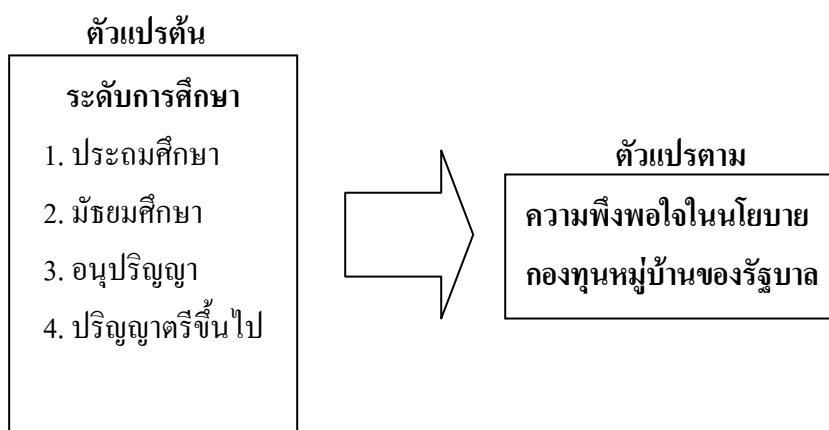 ตัวแปรต้น
ระดับการศึกษา
1. ประถมศึกษา
2. มัธยมศึกษา
3. อนุปริญญา
4. ปริญญาตรีขึ้นไป
ตัวแปรตาม
ความพึงพอใจในนโยบาย
กองทุนหมู่บ้านของรัฐบาล